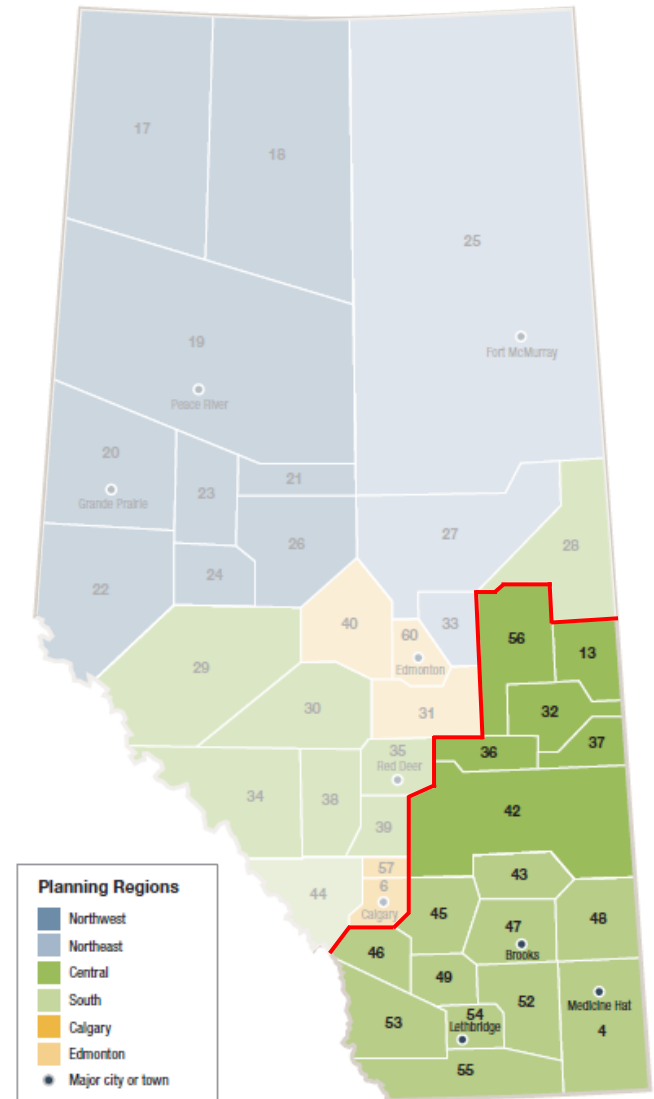 17
18
25
19
Fort McMurray
Peace River
20
21
Grande Prairie
23
27
26
28
24
22
40
60
33
56
Edmonton
13
29
30
31
32
35
37
Red Deer
36
34
38
42
39
57
43
6
44
Calgary
45
48
47
46
Brooks
49
52
Medicine Hat
54
53
Lethbridge
4
55
Planning Regions
Northwest
Northeast
Central
South
Calgary
Edmonton
Major city or town